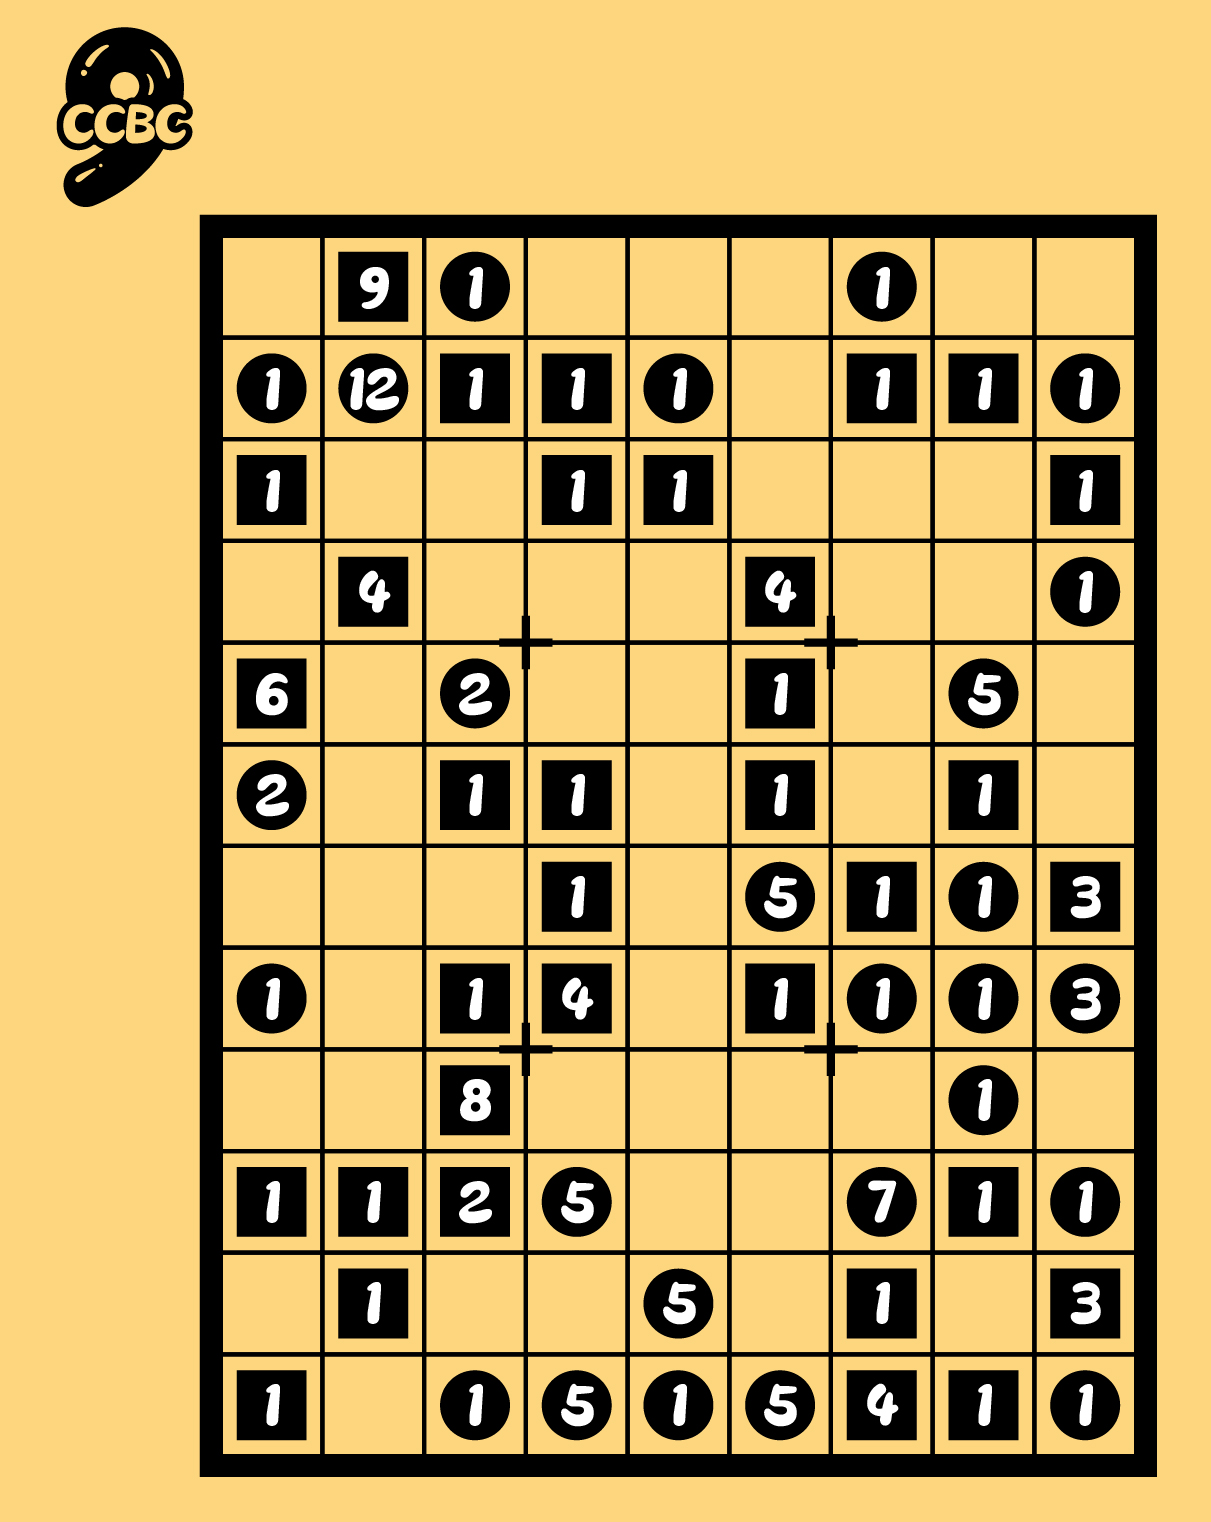 CCBC
9 1 1
1 12 1 1 1 1 1 1
1 1 1 1
4 4 1
6 2 1 5
2 1 1 1 1
1 5 1 1 3
1 1 4 1 1 1 3
8 1
1 1 2 5 7 1 1
1 5 1 3
1 1 5 1 5 4 1 1